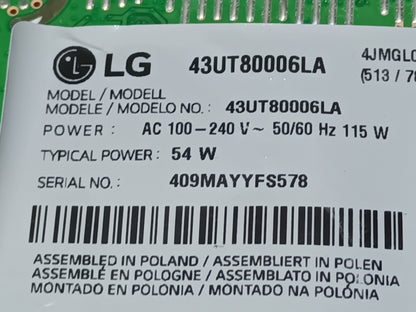 LG 43UT80006LA
4JMGL0
(513 / 78
MODEL / MODELL
MODELE / MODELO NO.: 43UT80006LA
POWER: AC 100-240 V~ 50/60 Hz 115 W
TYPICAL POWER: 54 W
SERIAL NO.: 409MAYYFS578
ASSEMBLED IN POLAND / ASSEMBLIERT IN POLEN
ASSEMBLÉ EN POLOGNE / ASSEMBLATO IN POLONIA
MONTADO EN POLONIA / MONTADO NA POLÓNIA